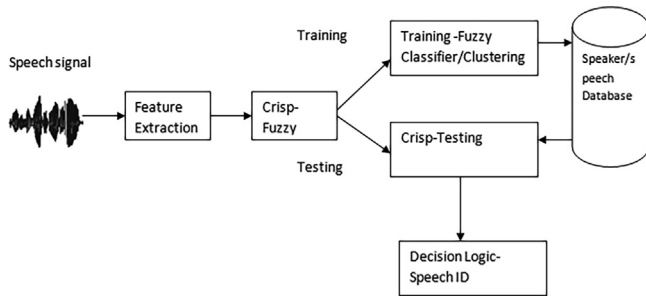 Speech signal
Feature
Extraction
Crisp-
Fuzzy
Training
Testing
Training -Fuzzy
Classifier/Clustering
Crisp-Testing
Speaker/s
peech
Database
Decision Logic-
Speech ID